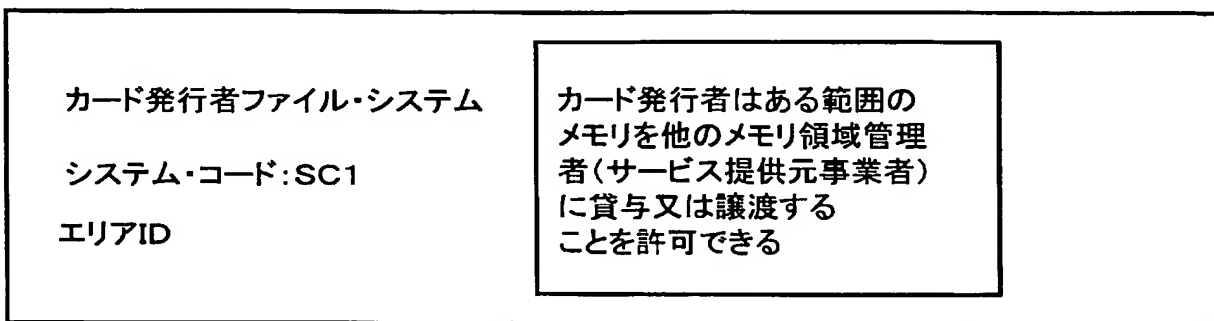 カード発行者ファイル・システム
システム・コード:SC1
エリアID
カード発行者はある範囲の
メモリを他のメモリ領域管理
者(サービス提供元事業者)
に貸与又は譲渡する
ことを許可できる